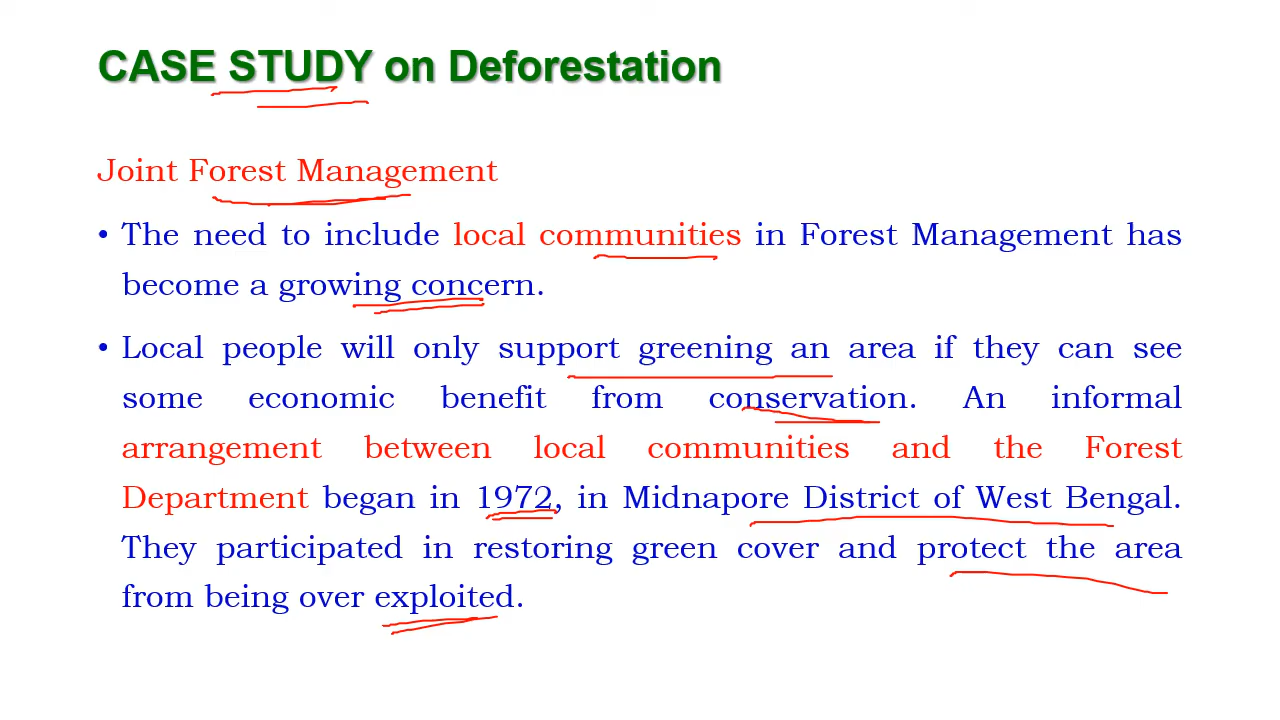 CASE STUDY on Deforestation
Joint Forest Management
• The need to include local communities in Forest Management has
become a growing concern.
• Local people will only support greening an area if they can see
some economic benefit from conservation. An informal
arrangement between local communities and the Forest
Department began in 1972, in Midnapore District of West Bengal.
They participated in restoring green cover and protect the area
from being over exploited.